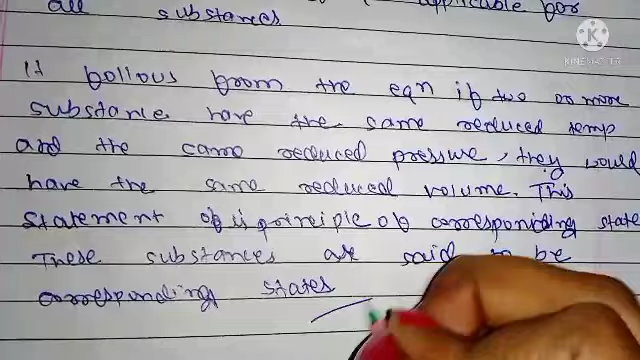 all substances applicable for
It follows from the eqn if two or more
substance have the same reduced temp
and the same reduced pressure, they would
have the same reduced volume. This
statement of is principle of corresponding state
These substances are said to be
corresponding states